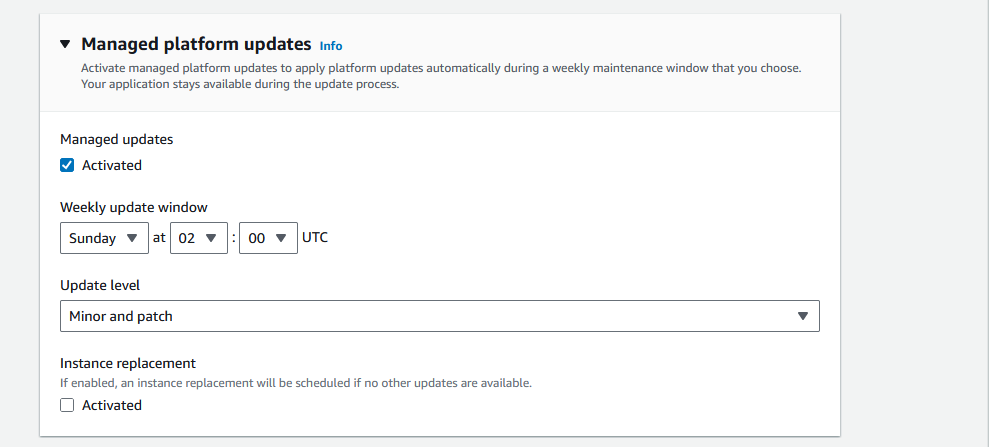 Managed platform updates Info
Activate managed platform updates to apply platform updates automatically during a weekly maintenance window that you choose.
Your application stays available during the update process.
Managed updates
Activated
Weekly update window
Sunday at 02 : 00 UTC
Update level
Minor and patch
Instance replacement
If enabled, an instance replacement will be scheduled if no other updates are available.
Activated